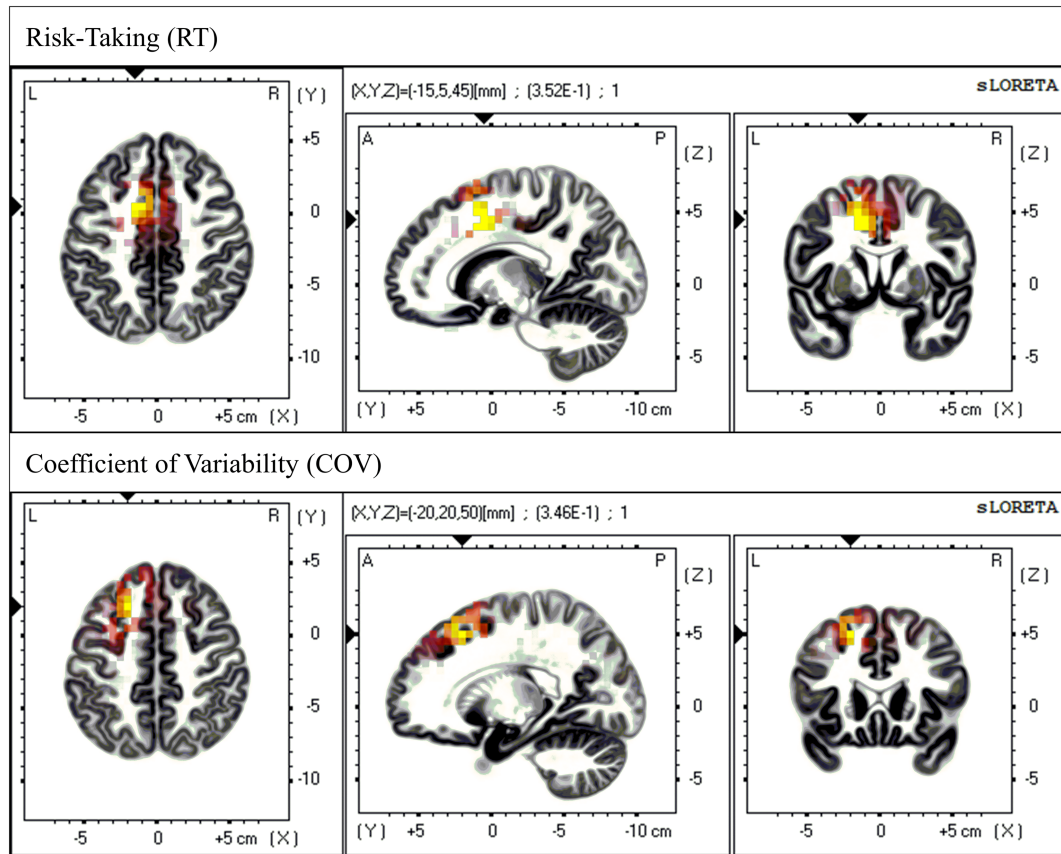 Risk-Taking (RT)
L R (Y)
+5
0
-5
-10
-5 0 +5 cm (X)
(X,Y,Z)=(-15,5,45)[mm] ; (3.52E-1) ; 1 sLORETA
A P (Z)
+5
0
-5
(Y) +5 0 -5 -10 cm
L R (Z)
+5
0
-5
-5 0 +5 cm (X)
Coefficient of Variability (COV)
L R (Y)
+5
0
-5
-10
-5 0 +5 cm (X)
(X,Y,Z)=(-20,20,50)[mm] ; (3.46E-1) ; 1 sLORETA
A P (Z)
+5
0
-5
(Y) +5 0 -5 -10 cm
L R (Z)
+5
0
-5
-5 0 +5 cm (X)